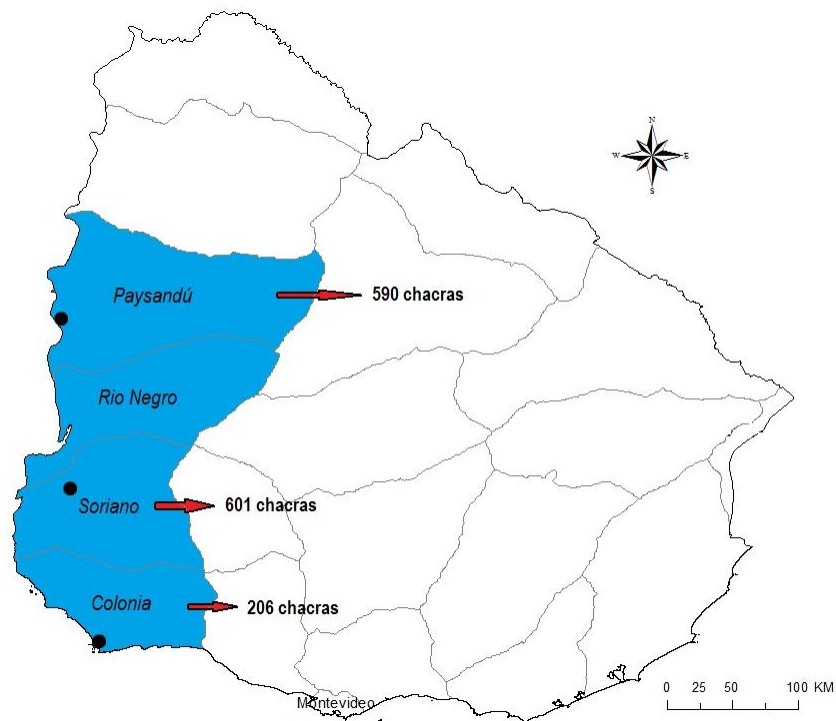 N
W E
S
Paysandú
590 chacras
Rio Negro
Soriano
601 chacras
Colonia
206 chacras
Montevideo
0 25 50 100 KM